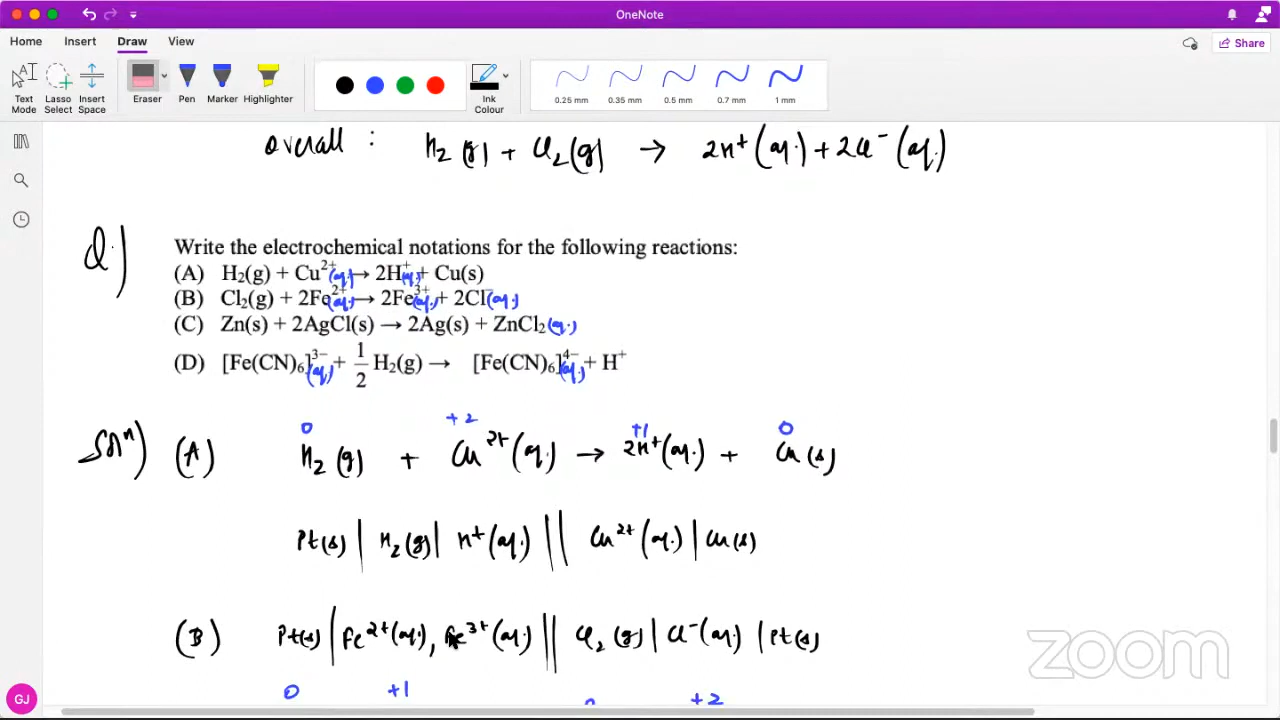 OneNote
Home Insert Draw View Share
Text Mode Lasso Select Insert Space Eraser Pen Marker Highlighter Ink Colour 0.25 mm 0.35 mm 0.5 mm 0.7 mm 1 mm
Overall : H₂(g) + Cl₂(g) → 2H⁺(aq.) + 2Cl⁻(aq.)
Q.) Write the electrochemical notations for the following reactions:
(A) H₂(g) + Cu²⁺(aq.) → 2H⁺(aq.) + Cu(s)
(B) Cl₂(g) + 2Fe²⁺(aq.) → 2Fe³⁺(aq.) + 2Cl⁻(aq.)
(C) Zn(s) + 2AgCl(s) → 2Ag(s) + ZnCl₂(aq.)
(D) [Fe(CN)₆]³⁻(aq.) + 1/2 H₂(g) → [Fe(CN)₆]⁴⁻(aq.) + H⁺
0 +2 +1 0
Solⁿ) (A) H₂(g) + Cu²⁺(aq.) → 2H⁺(aq.) + Cu(s)
Pt(s) | H₂(g) | H⁺(aq.) || Cu²⁺(aq.) | Cu(s)
(B) Pt(s) | Fe²⁺(aq.), Fe³⁺(aq.) || Cl₂(g) | Cl⁻(aq.) | Pt(s)
0 +1 +2
zoom
GJ